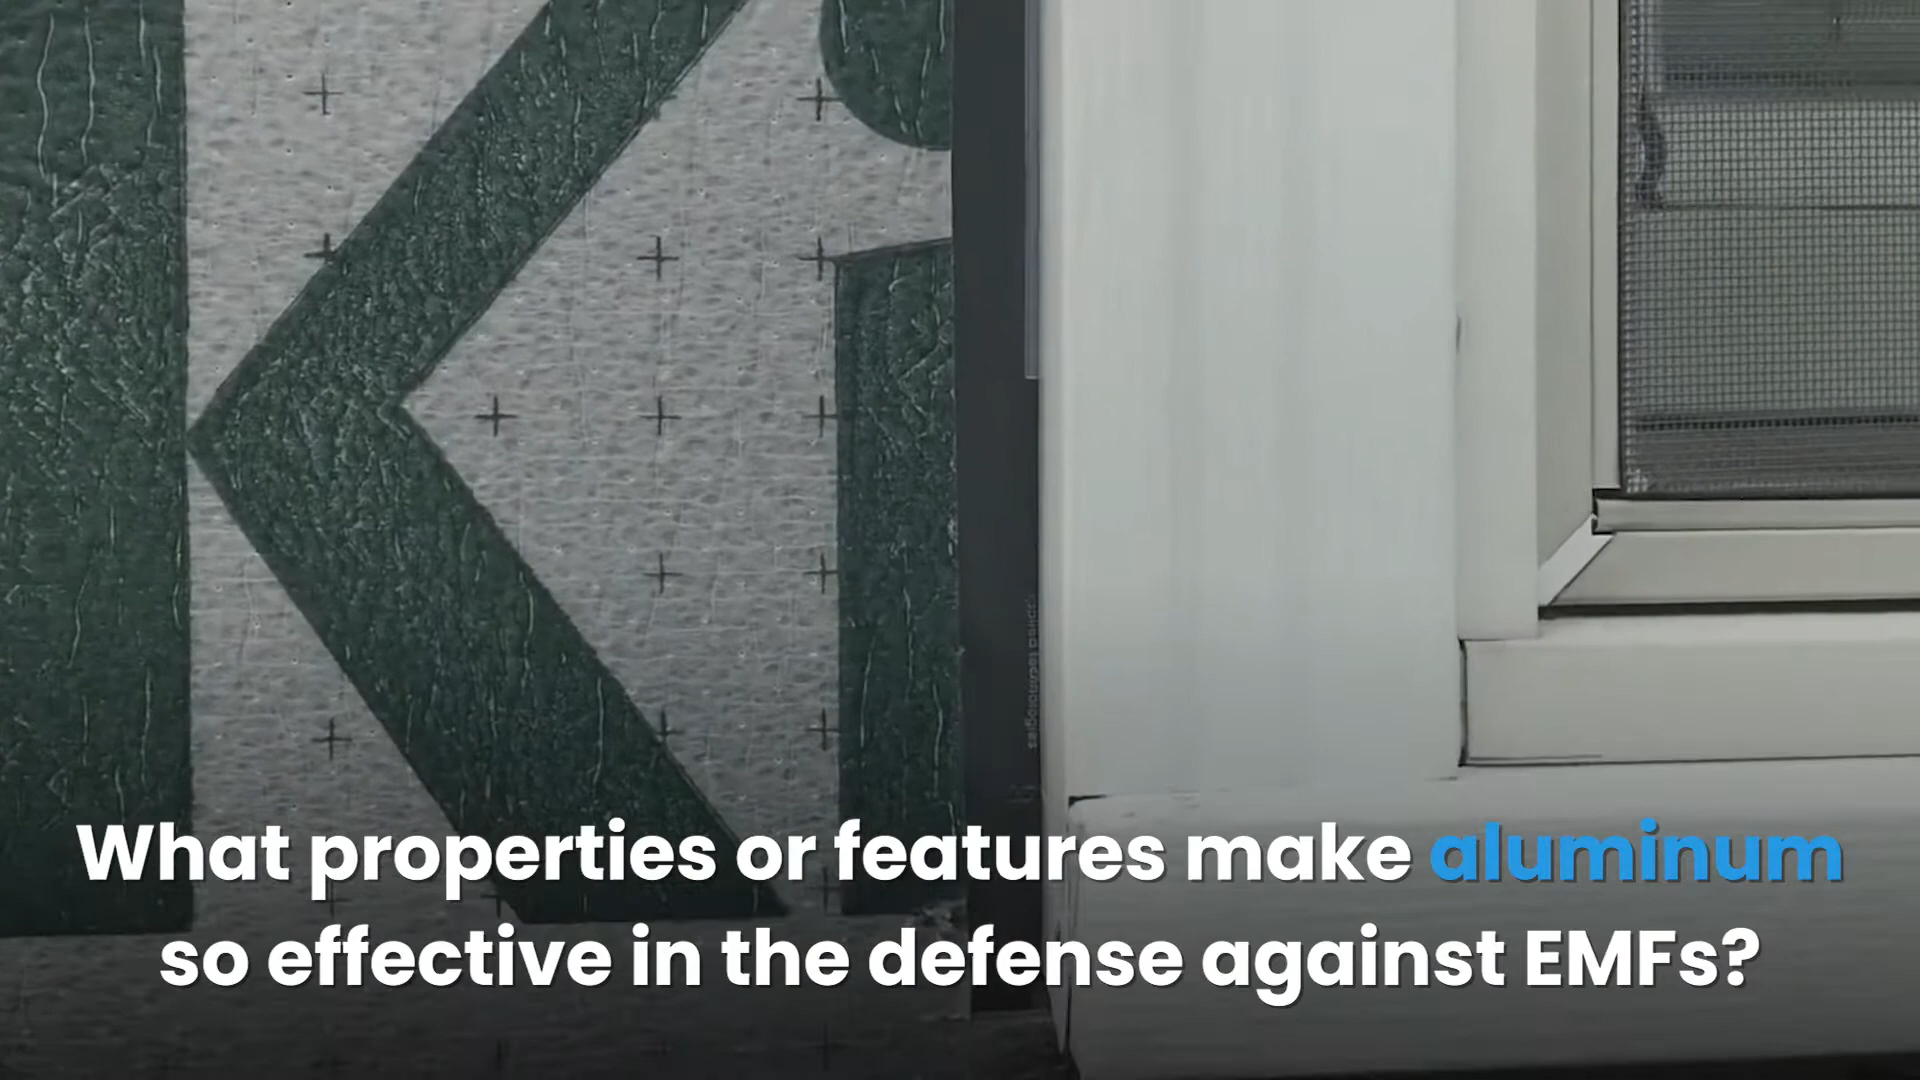 What properties or features make aluminum
so effective in the defense against EMFs?